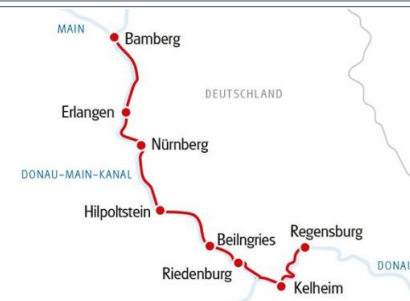 MAIN
Bamberg
DEUTSCHLAND
Erlangen
Nürnberg
DONAU-MAIN-KANAL
Hilpoltstein
Beilngries
Regensburg
Riedenburg
DONAU
Kelheim